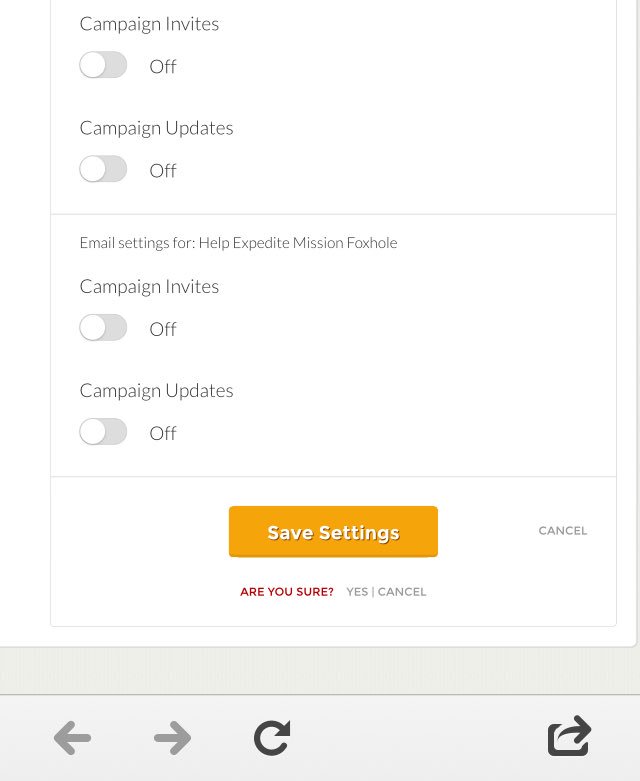 Campaign Invites
Off
Campaign Updates
Off
Email settings for: Help Expedite Mission Foxhole
Campaign Invites
Off
Campaign Updates
Off
Save Settings
CANCEL
ARE YOU SURE? YES | CANCEL